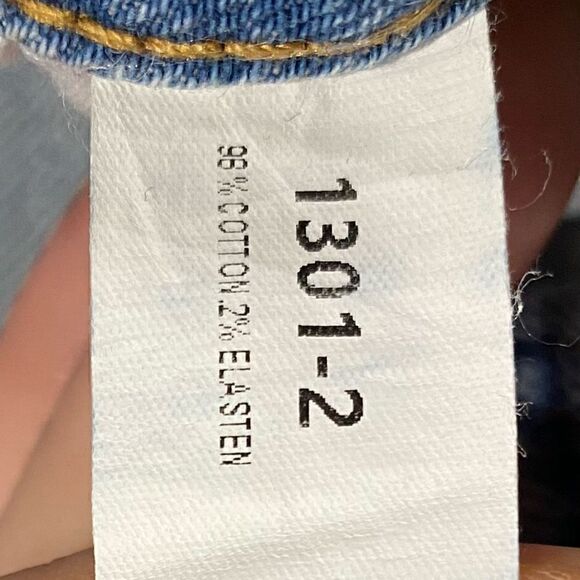 1301-2
98% COTTON 2% ELASTEN